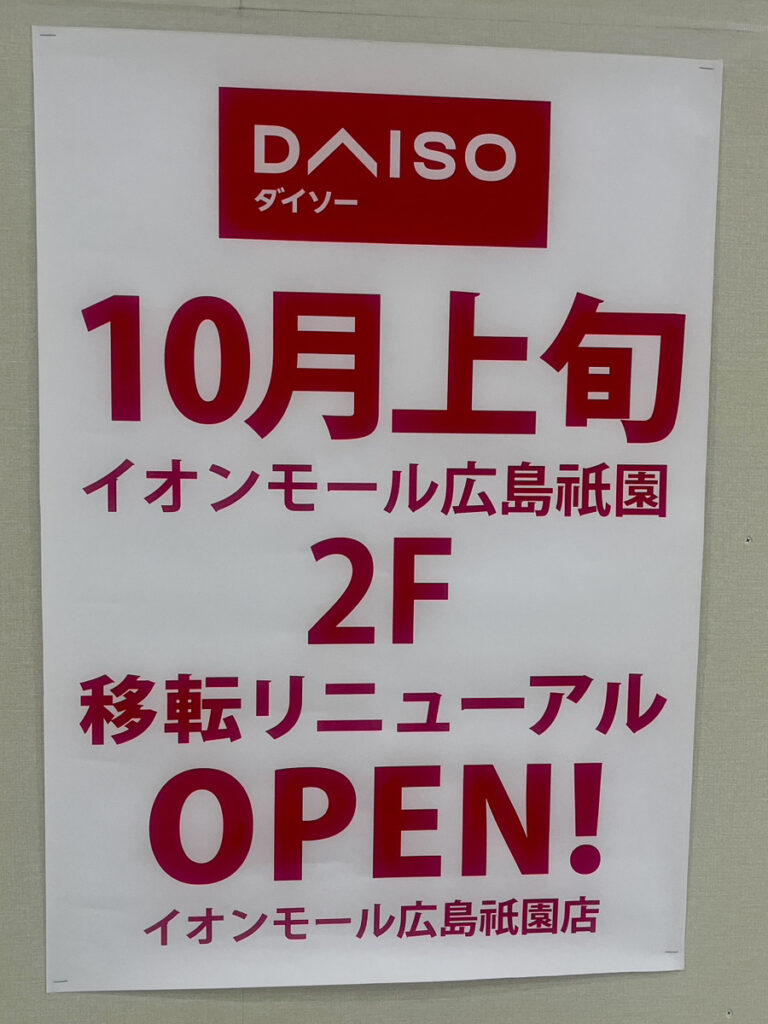 DAISO
ダイソー
10月上旬
イオンモール広島祇園
2F
移転リニューアル
OPEN!
イオンモール広島祇園店